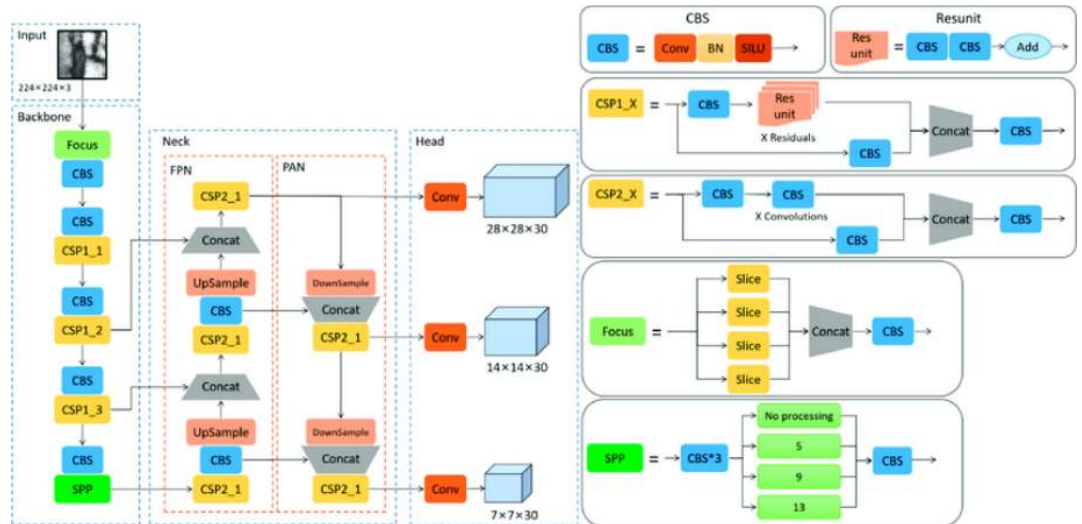 Input
224×224×3
Backbone
Focus
CBS
CBS
CSP1_1
CBS
CSP1_2
CBS
CSP1_3
CBS
SPP
Neck
FPN
CSP2_1
Concat
UpSample
CBS
CSP2_1
Concat
UpSample
CBS
CSP2_1
PAN
DownSample
Concat
CSP2_1
DownSample
Concat
CSP2_1
Head
Conv
28×28×30
Conv
14×14×30
Conv
7×7×30
CBS
CBS = Conv BN SILU
Resunit
Res unit = CBS CBS Add
CSP1_X = CBS Res unit
X Residuals
CBS
Concat CBS
CSP2_X = CBS CBS
X Convolutions
CBS
Concat CBS
Focus =
Slice
Slice
Slice
Slice
Concat CBS
SPP = CBS*3
No processing
5
9
13
CBS